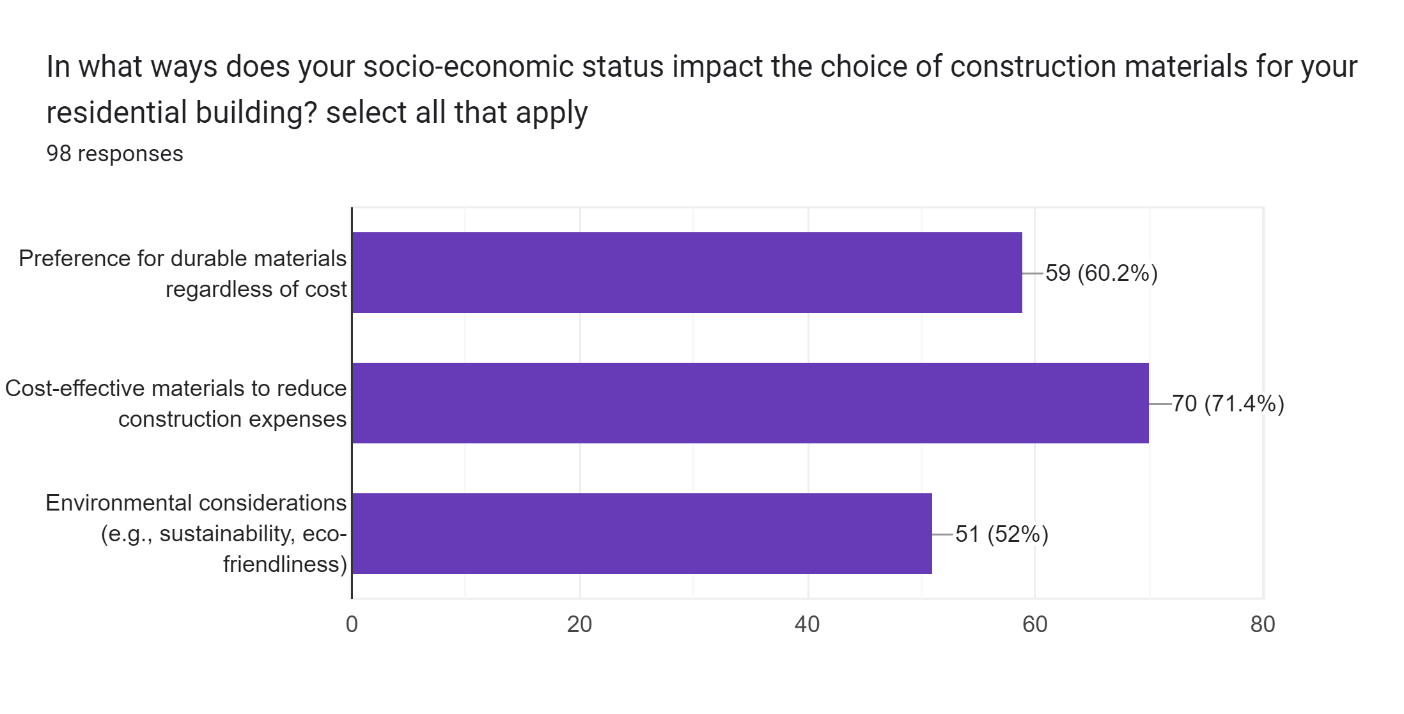 In what ways does your socio-economic status impact the choice of construction materials for your
residential building? select all that apply
98 responses
Preference for durable materials
regardless of cost
59 (60.2%)
Cost-effective materials to reduce
construction expenses
70 (71.4%)
Environmental considerations
(e.g., sustainability, eco-
friendliness)
51 (52%)
0 20 40 60 80